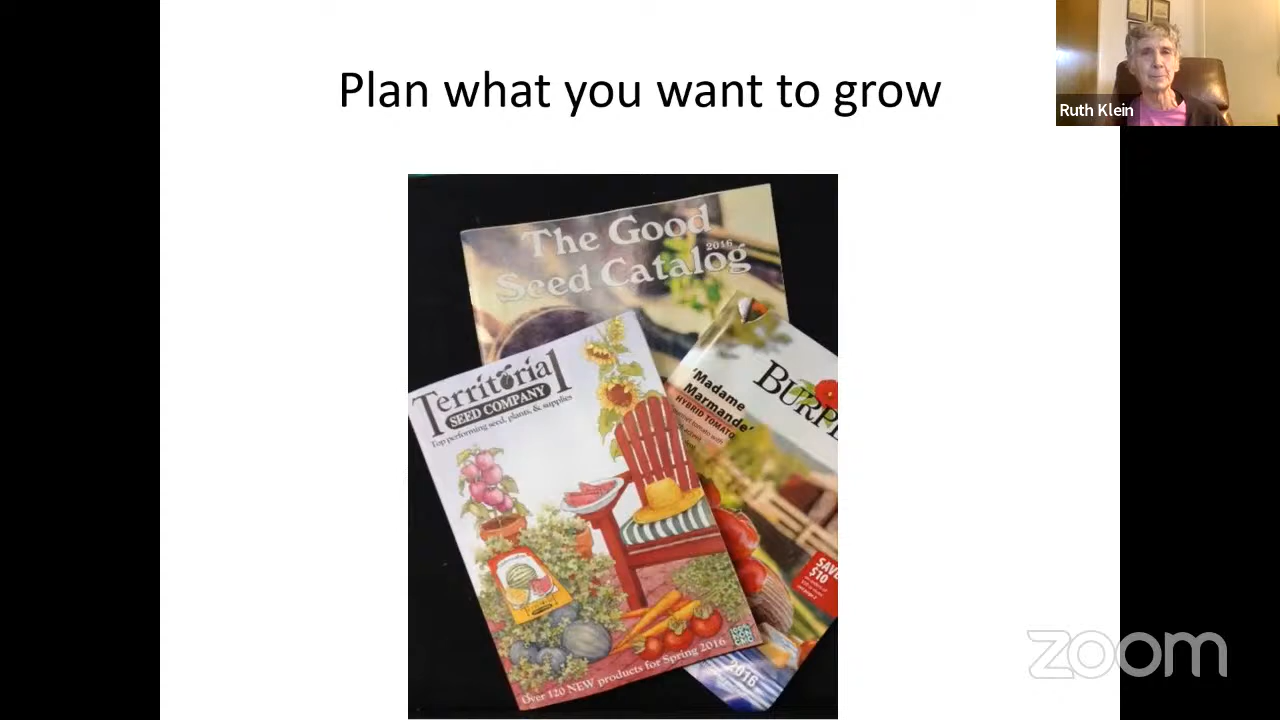 Plan what you want to grow
Ruth Klein
The Good
2016
Seed Catalog
Territorial
SEED COMPANY
Top performing seed, plants, & supplies
Over 120 NEW products for Spring 2016
BURPE
'Madame
Marmande'
HYBRID TOMATO
SAVE
$10
2016
zoom